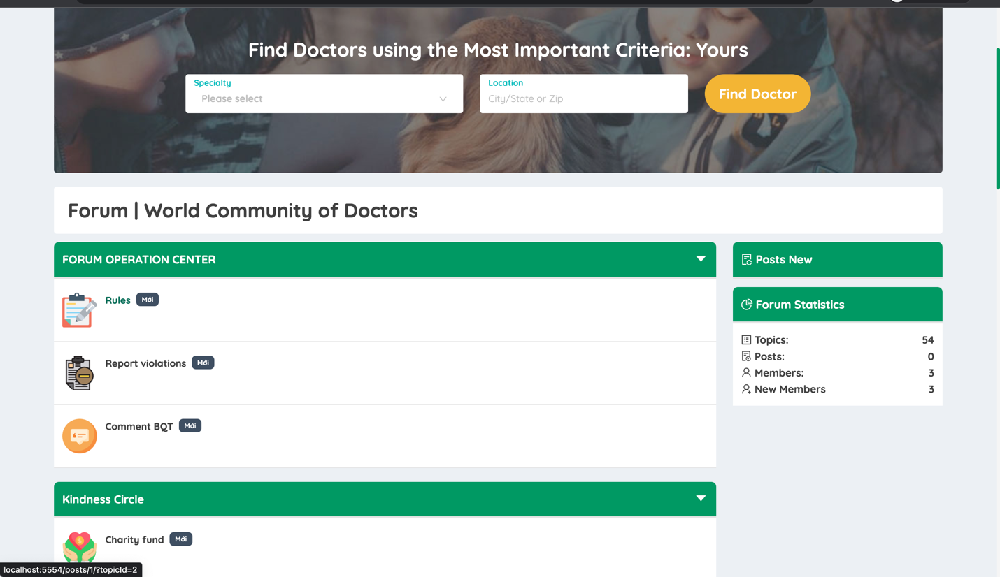 Find Doctors using the Most Important Criteria: Yours
Specialty
Please select
Location
City/State or Zip
Find Doctor
Forum | World Community of Doctors
FORUM OPERATION CENTER
Rules Mới
Report violations Mới
Comment BQT Mới
Kindness Circle
Charity fund Mới
Posts New
Forum Statistics
Topics: 54
Posts: 0
Members: 3
New Members 3
localhost:5554/posts/1/?topicId=2